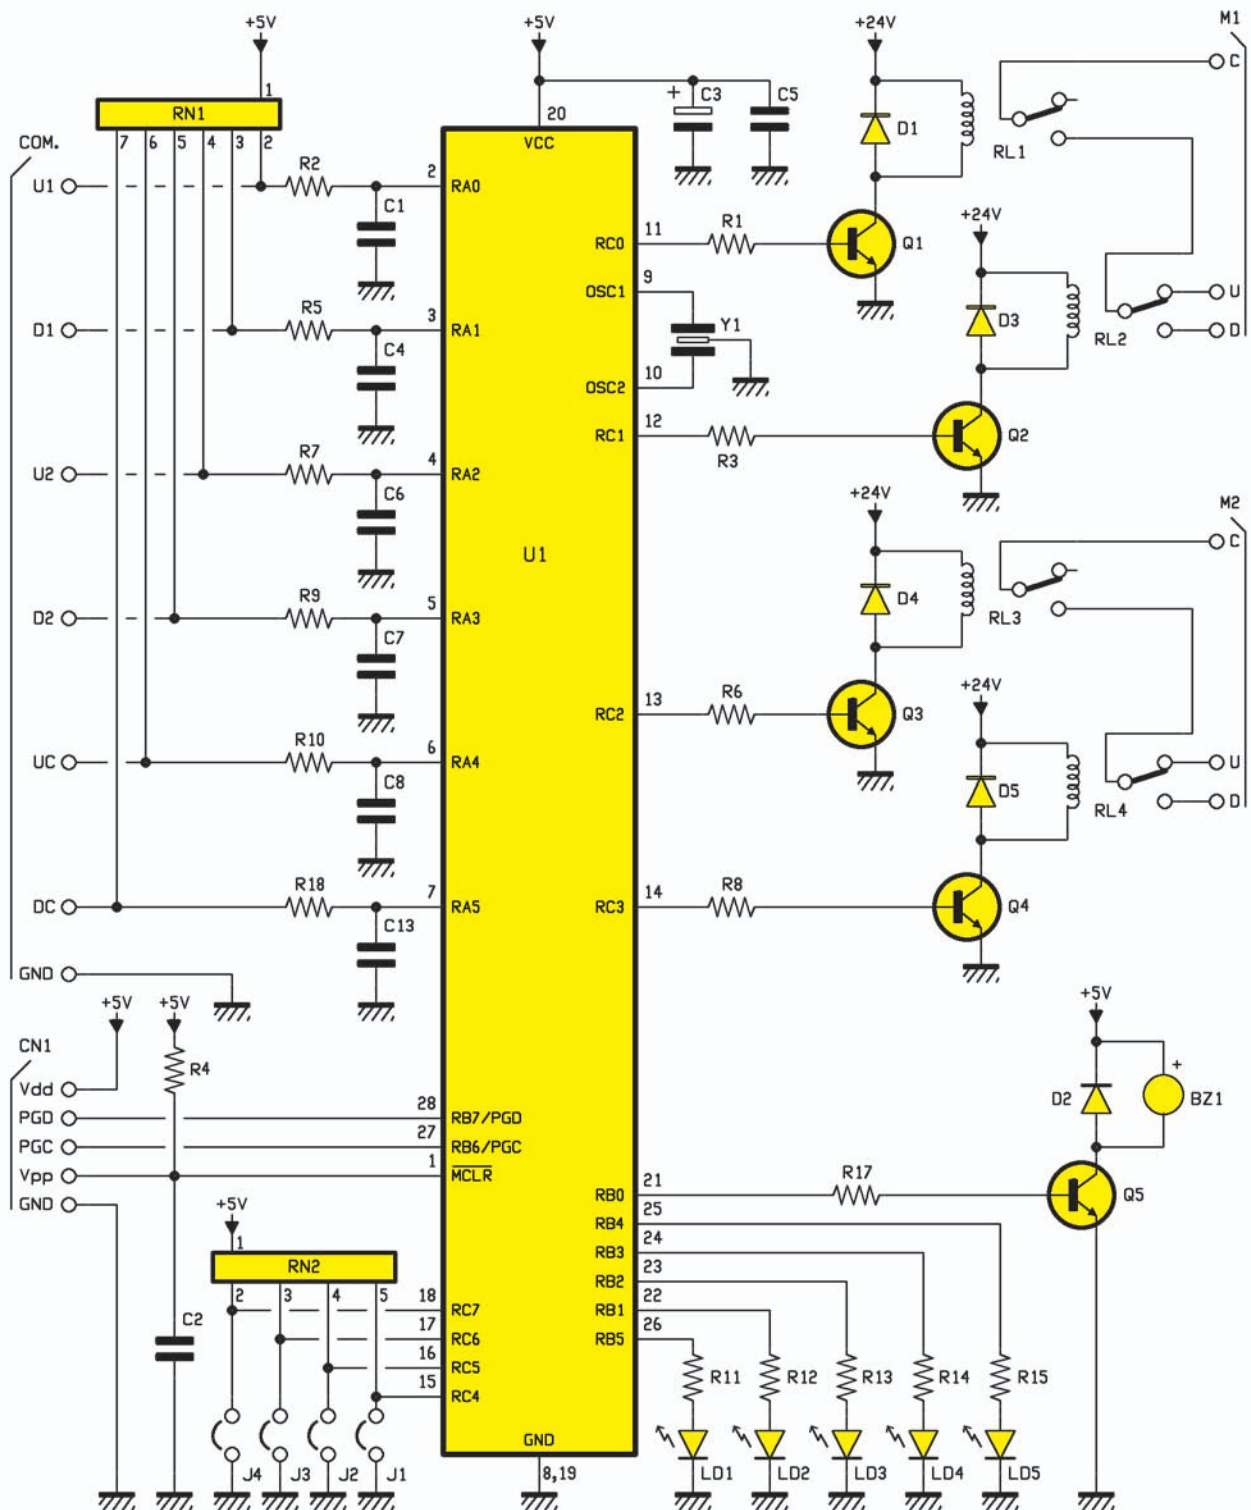 +5V
+5V
+24V
M1
C
1
RN1
7 6 5 4 3 2
COM.
20
VCC
+ C3
C5
D1
RL1
U1
R2
2
RA0
C1
R1
11
RC0
Q1
+24V
9
OSC1
U
D3
RL2
D
D1
R5
3
RA1
C4
Y1
10
OSC2
12
RC1
R3
Q2
U2
R7
4
RA2
C6
+24V
M2
C
U1
D4
RL3
D2
R9
5
RA3
C7
+24V
13
RC2
R6
Q3
UC
R10
6
RA4
C8
D5
RL4
U
D
DC
R18
7
RA5
C13
14
RC3
R8
Q4
GND
+5V
+5V
+5V
CN1
R4
Vdd
D2
+
BZ1
PGD
28
RB7/PGD
PGC
27
RB6/PGC
Vpp
1
MCLR
GND
21
RB0
R17
Q5
25
RB4
24
RB3
23
RB2
22
RB1
26
RB5
+5V
1
RN2
2 3 4 5
C2
18
RC7
17
RC6
16
RC5
15
RC4
R11
R12
R13
R14
R15
GND
8,19
J4
J3
J2
J1
LD1
LD2
LD3
LD4
LD5